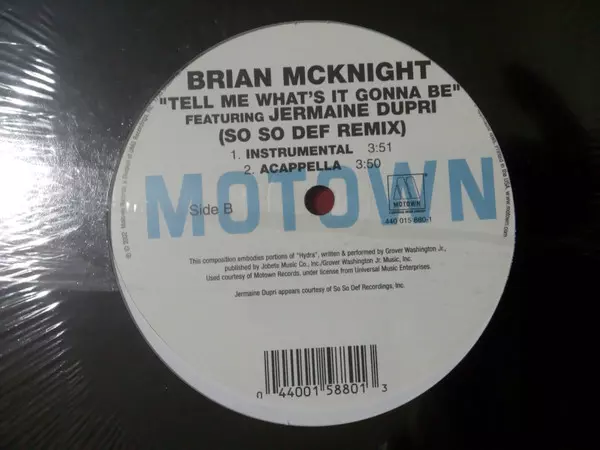 BRIAN MCKNIGHT
"TELL ME WHAT'S IT GONNA BE"
FEATURING JERMAINE DUPRI
(SO SO DEF REMIX)
1. INSTRUMENTAL 3:51
2. ACAPPELLA 3:50
MOTOWN
Side B
MOTOWN
440 015 880-1
This composition embodies portions of "Hydra", written & performed by Grover Washington Jr.,
published by Jobete Music Co., Inc./Grover Washington Jr. Music, Inc.
Used courtesy of Motown Records, under license from Universal Music Enterprises.
Jermaine Dupri appears courtesy of So So Def Recordings, Inc.
0 44001 58801 3